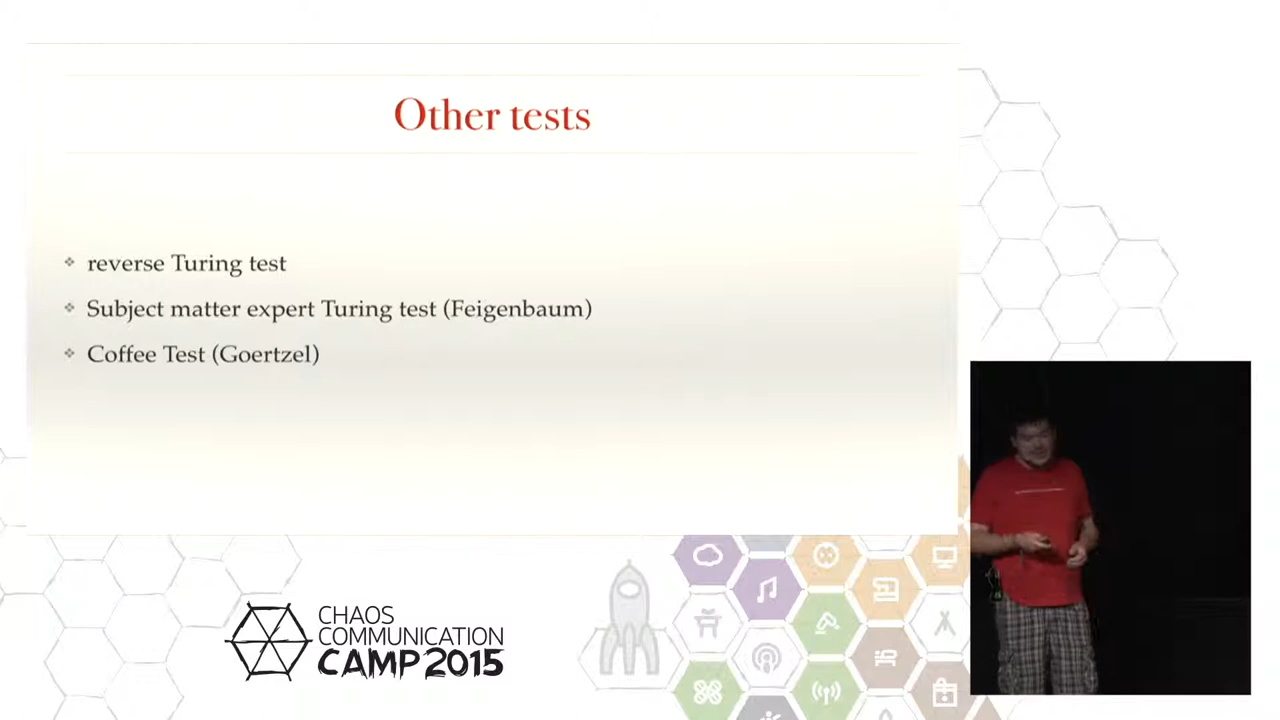 Other tests
reverse Turing test
Subject matter expert Turing test (Feigenbaum)
Coffee Test (Goertzel)
CHAOS
COMMUNICATION
CAMP 2015